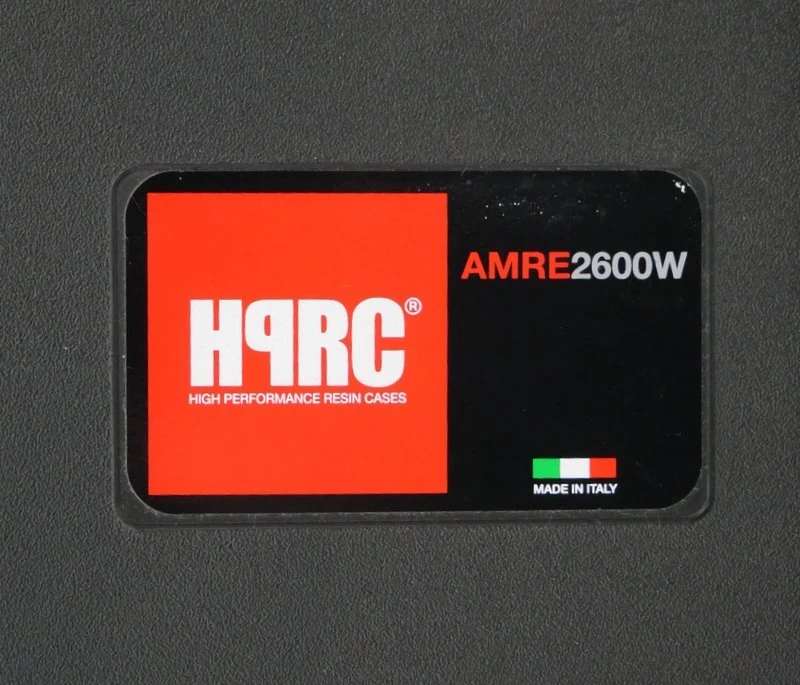 AMRE2600W
HPRC®
HIGH PERFORMANCE RESIN CASES
MADE IN ITALY